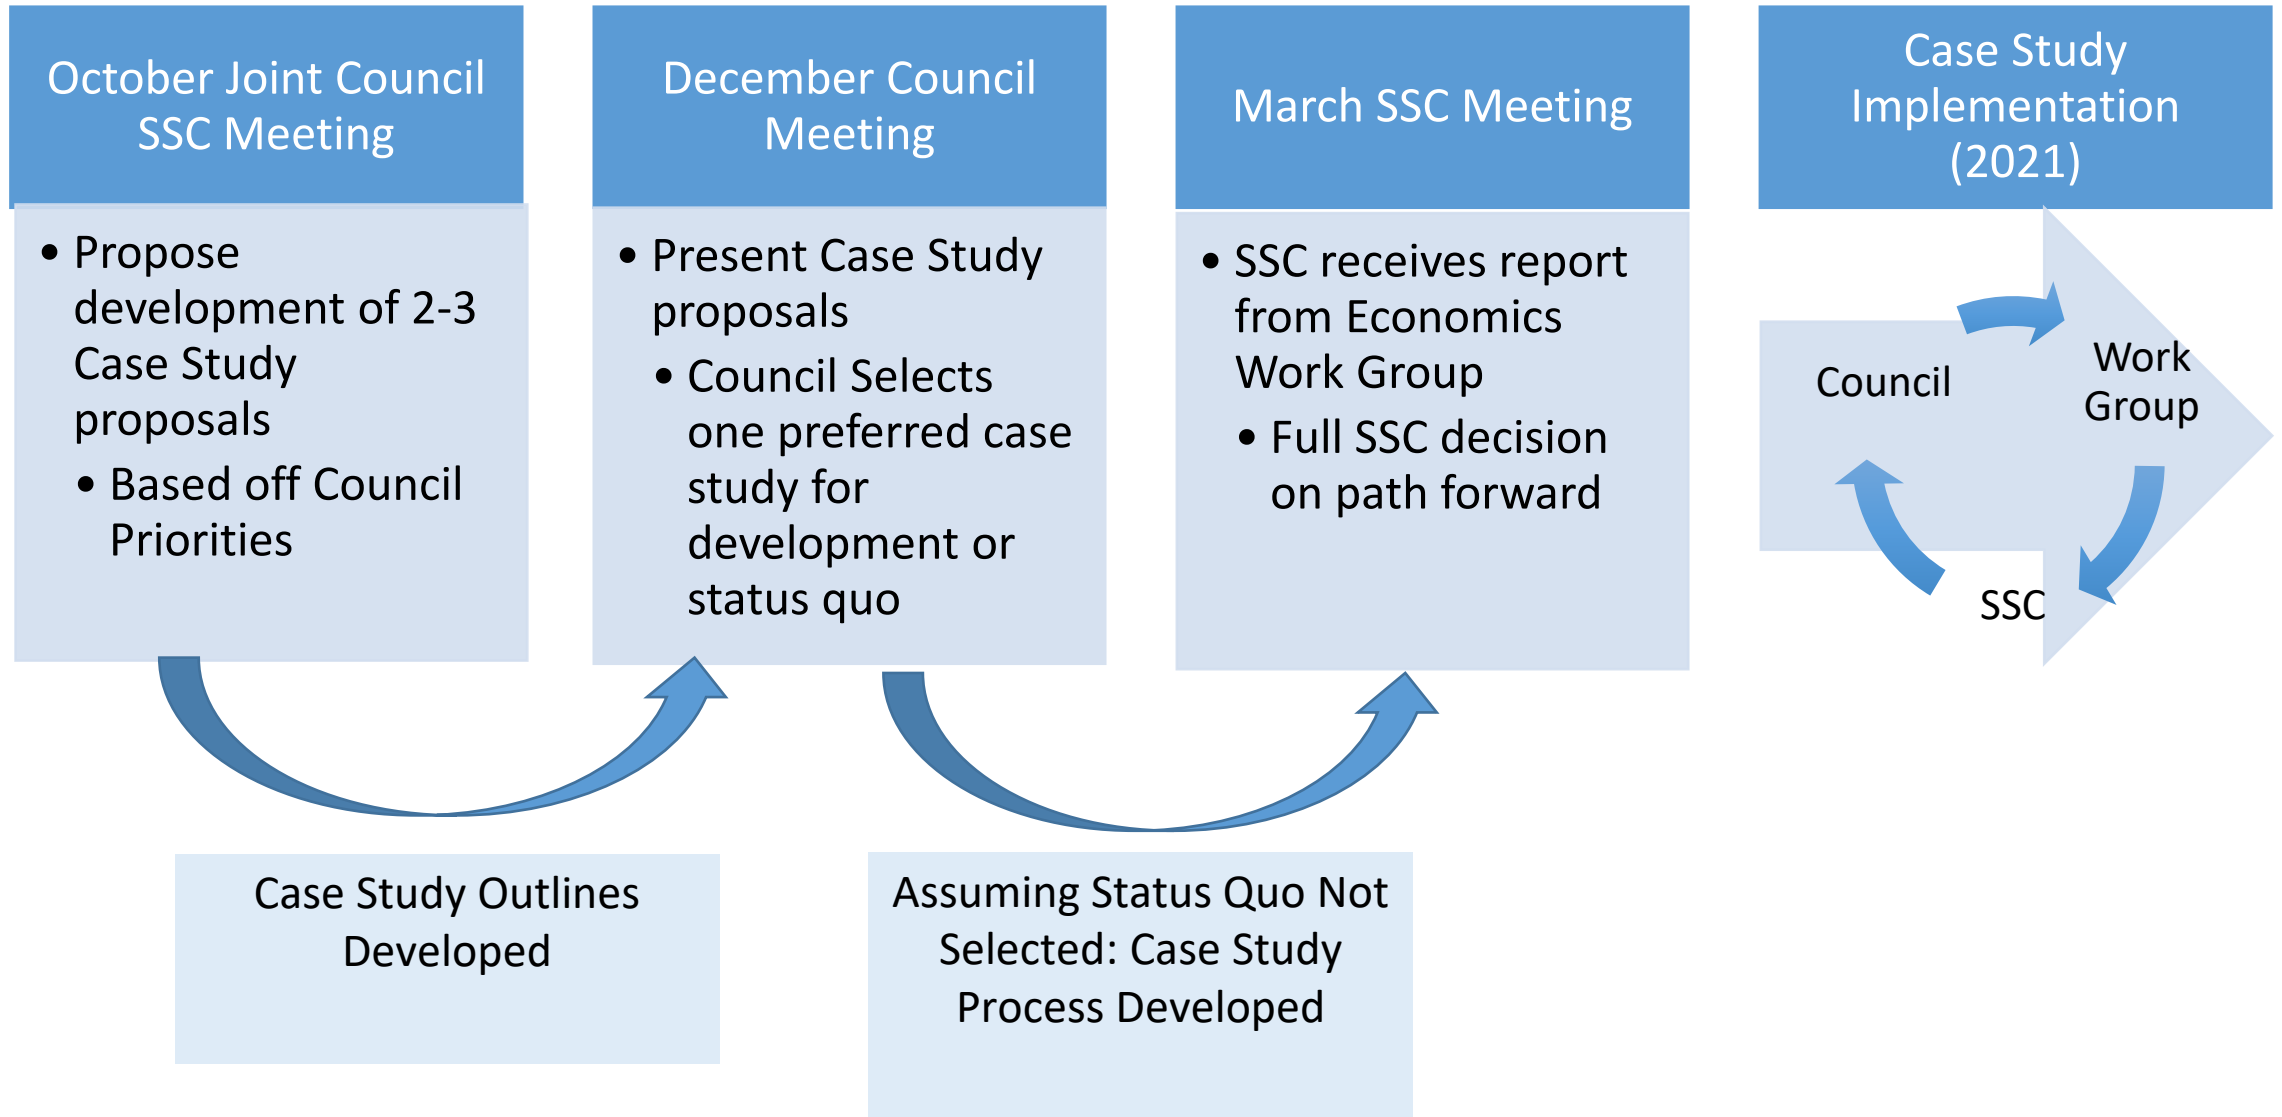 October Joint Council
SSC Meeting
• Propose
development of 2-3
Case Study
proposals
• Based off Council
Priorities
December Council
Meeting
• Present Case Study
proposals
• Council Selects
one preferred case
study for
development or
status quo
March SSC Meeting
• SSC receives report
from Economics
Work Group
• Full SSC decision
on path forward
Case Study
Implementation
(2021)
Council
Work
Group
SSC
Case Study Outlines
Developed
Assuming Status Quo Not
Selected: Case Study
Process Developed